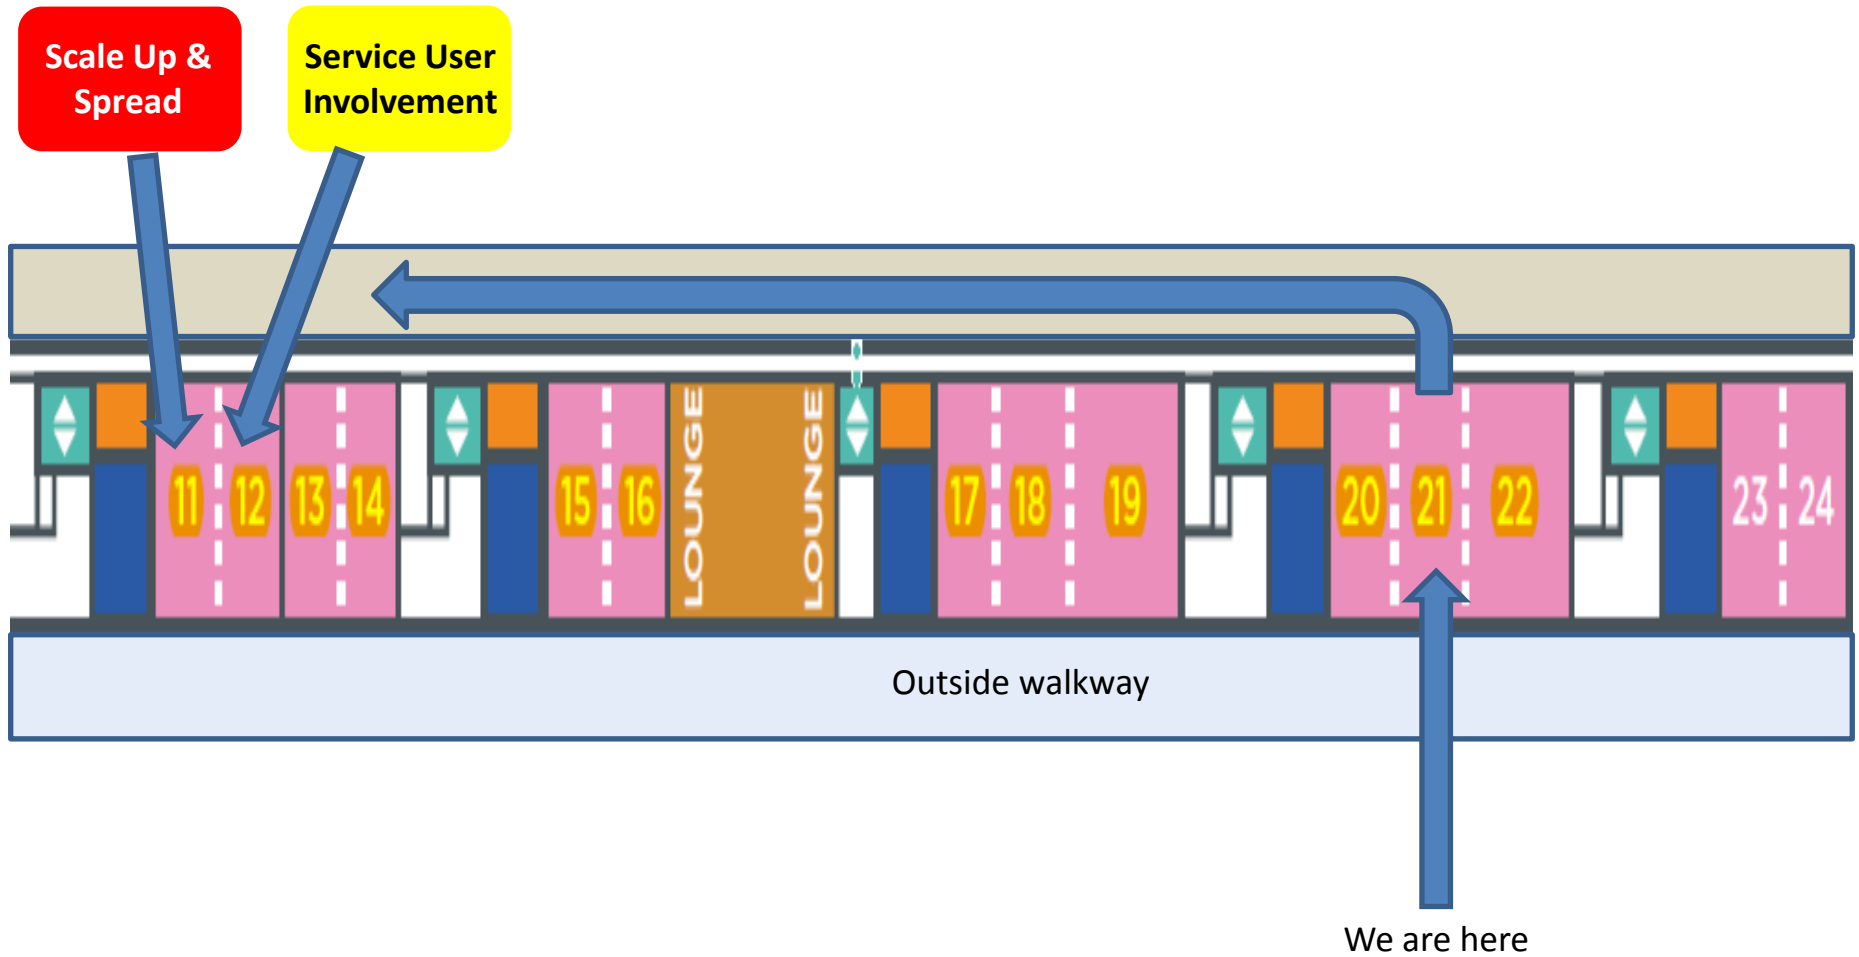 Scale Up &
Spread
Service User
Involvement
11 12 13 14 15 16 LOUNGE LOUNGE 17 18 19 20 21 22 23 24
Outside walkway
We are here